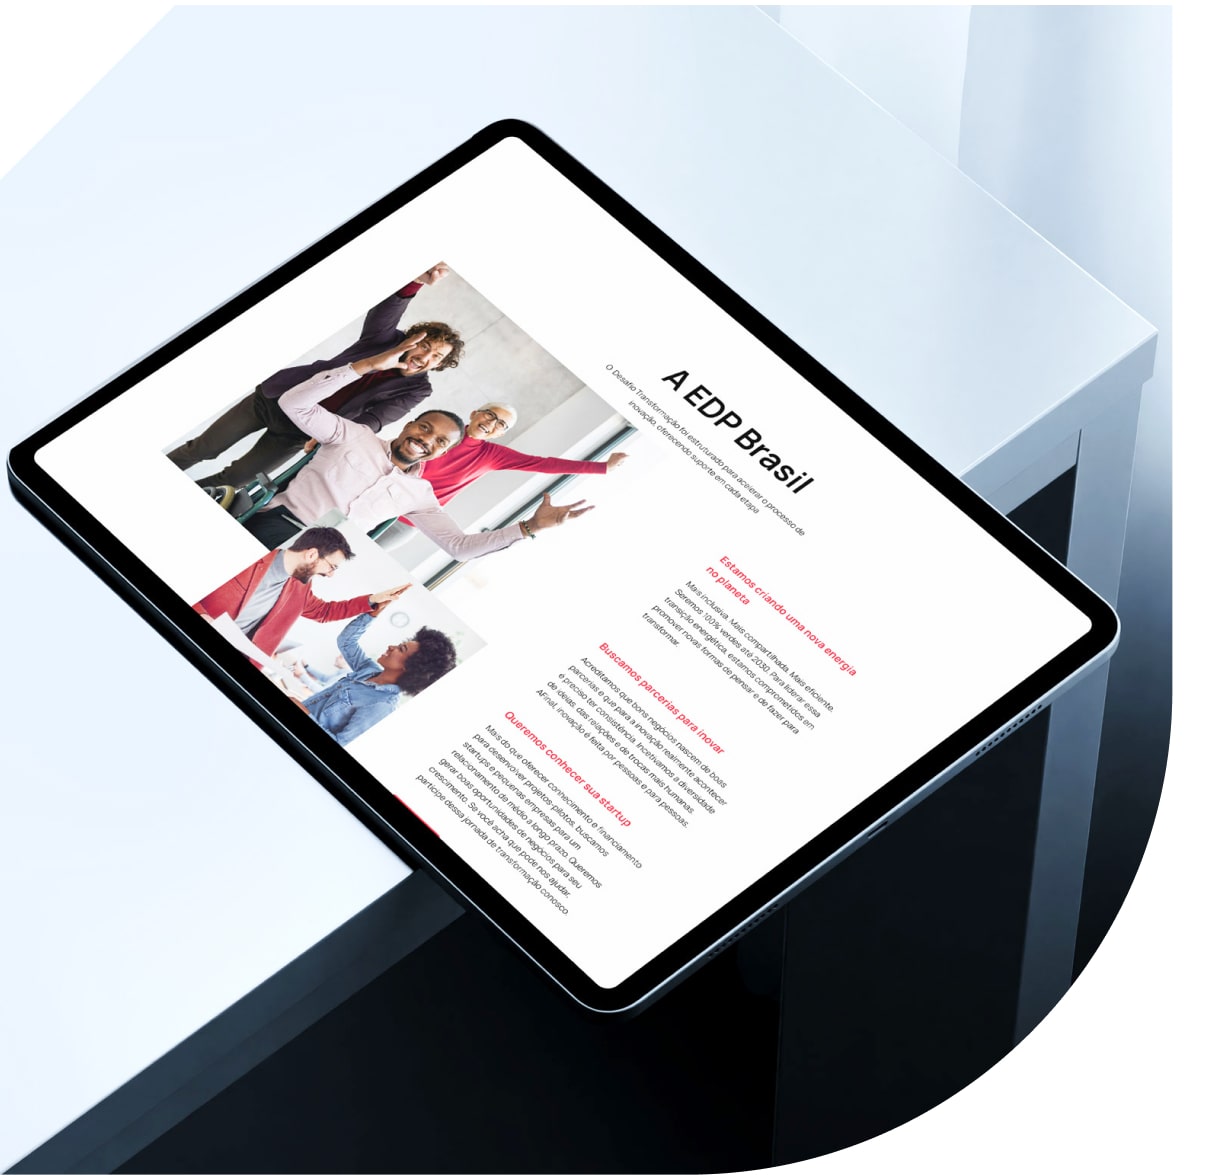 A EDP Brasil
O Desafio Transformação foi estruturado para acelerar o processo de
inovação, oferecendo suporte em cada etapa
Estamos criando uma nova energia
no planeta
Mais inclusiva. Mais compartilhada. Mais eficiente.
Seremos 100% verdes até 2030. Para liderar essa
transição energética, estamos comprometidos em
promover novas formas de pensar e de fazer para
transformar.
Buscamos parcerias para inovar
Acreditamos que bons negócios nascem de boas
parcerias e que para a inovação realmente acontecer
é preciso ter consistência. Incetivamos a diversidade
de ideias, das relações e de trocas mais humanas.
AFinal, inovação é feita por pessoas e para pessoas.
Queremos conhecer sua startup
Mais do que oferecer conhecimento e financiamento
para desenvolver projetos-pilotos, buscamos
startups e pequenas empresas para um
relacionamento de médio a longo prazo. Queremos
gerar boas oportunidades de negócios para seu
crescimento. Se você acha que pode nos ajudar,
participe dessa jornada de transformação conosco.